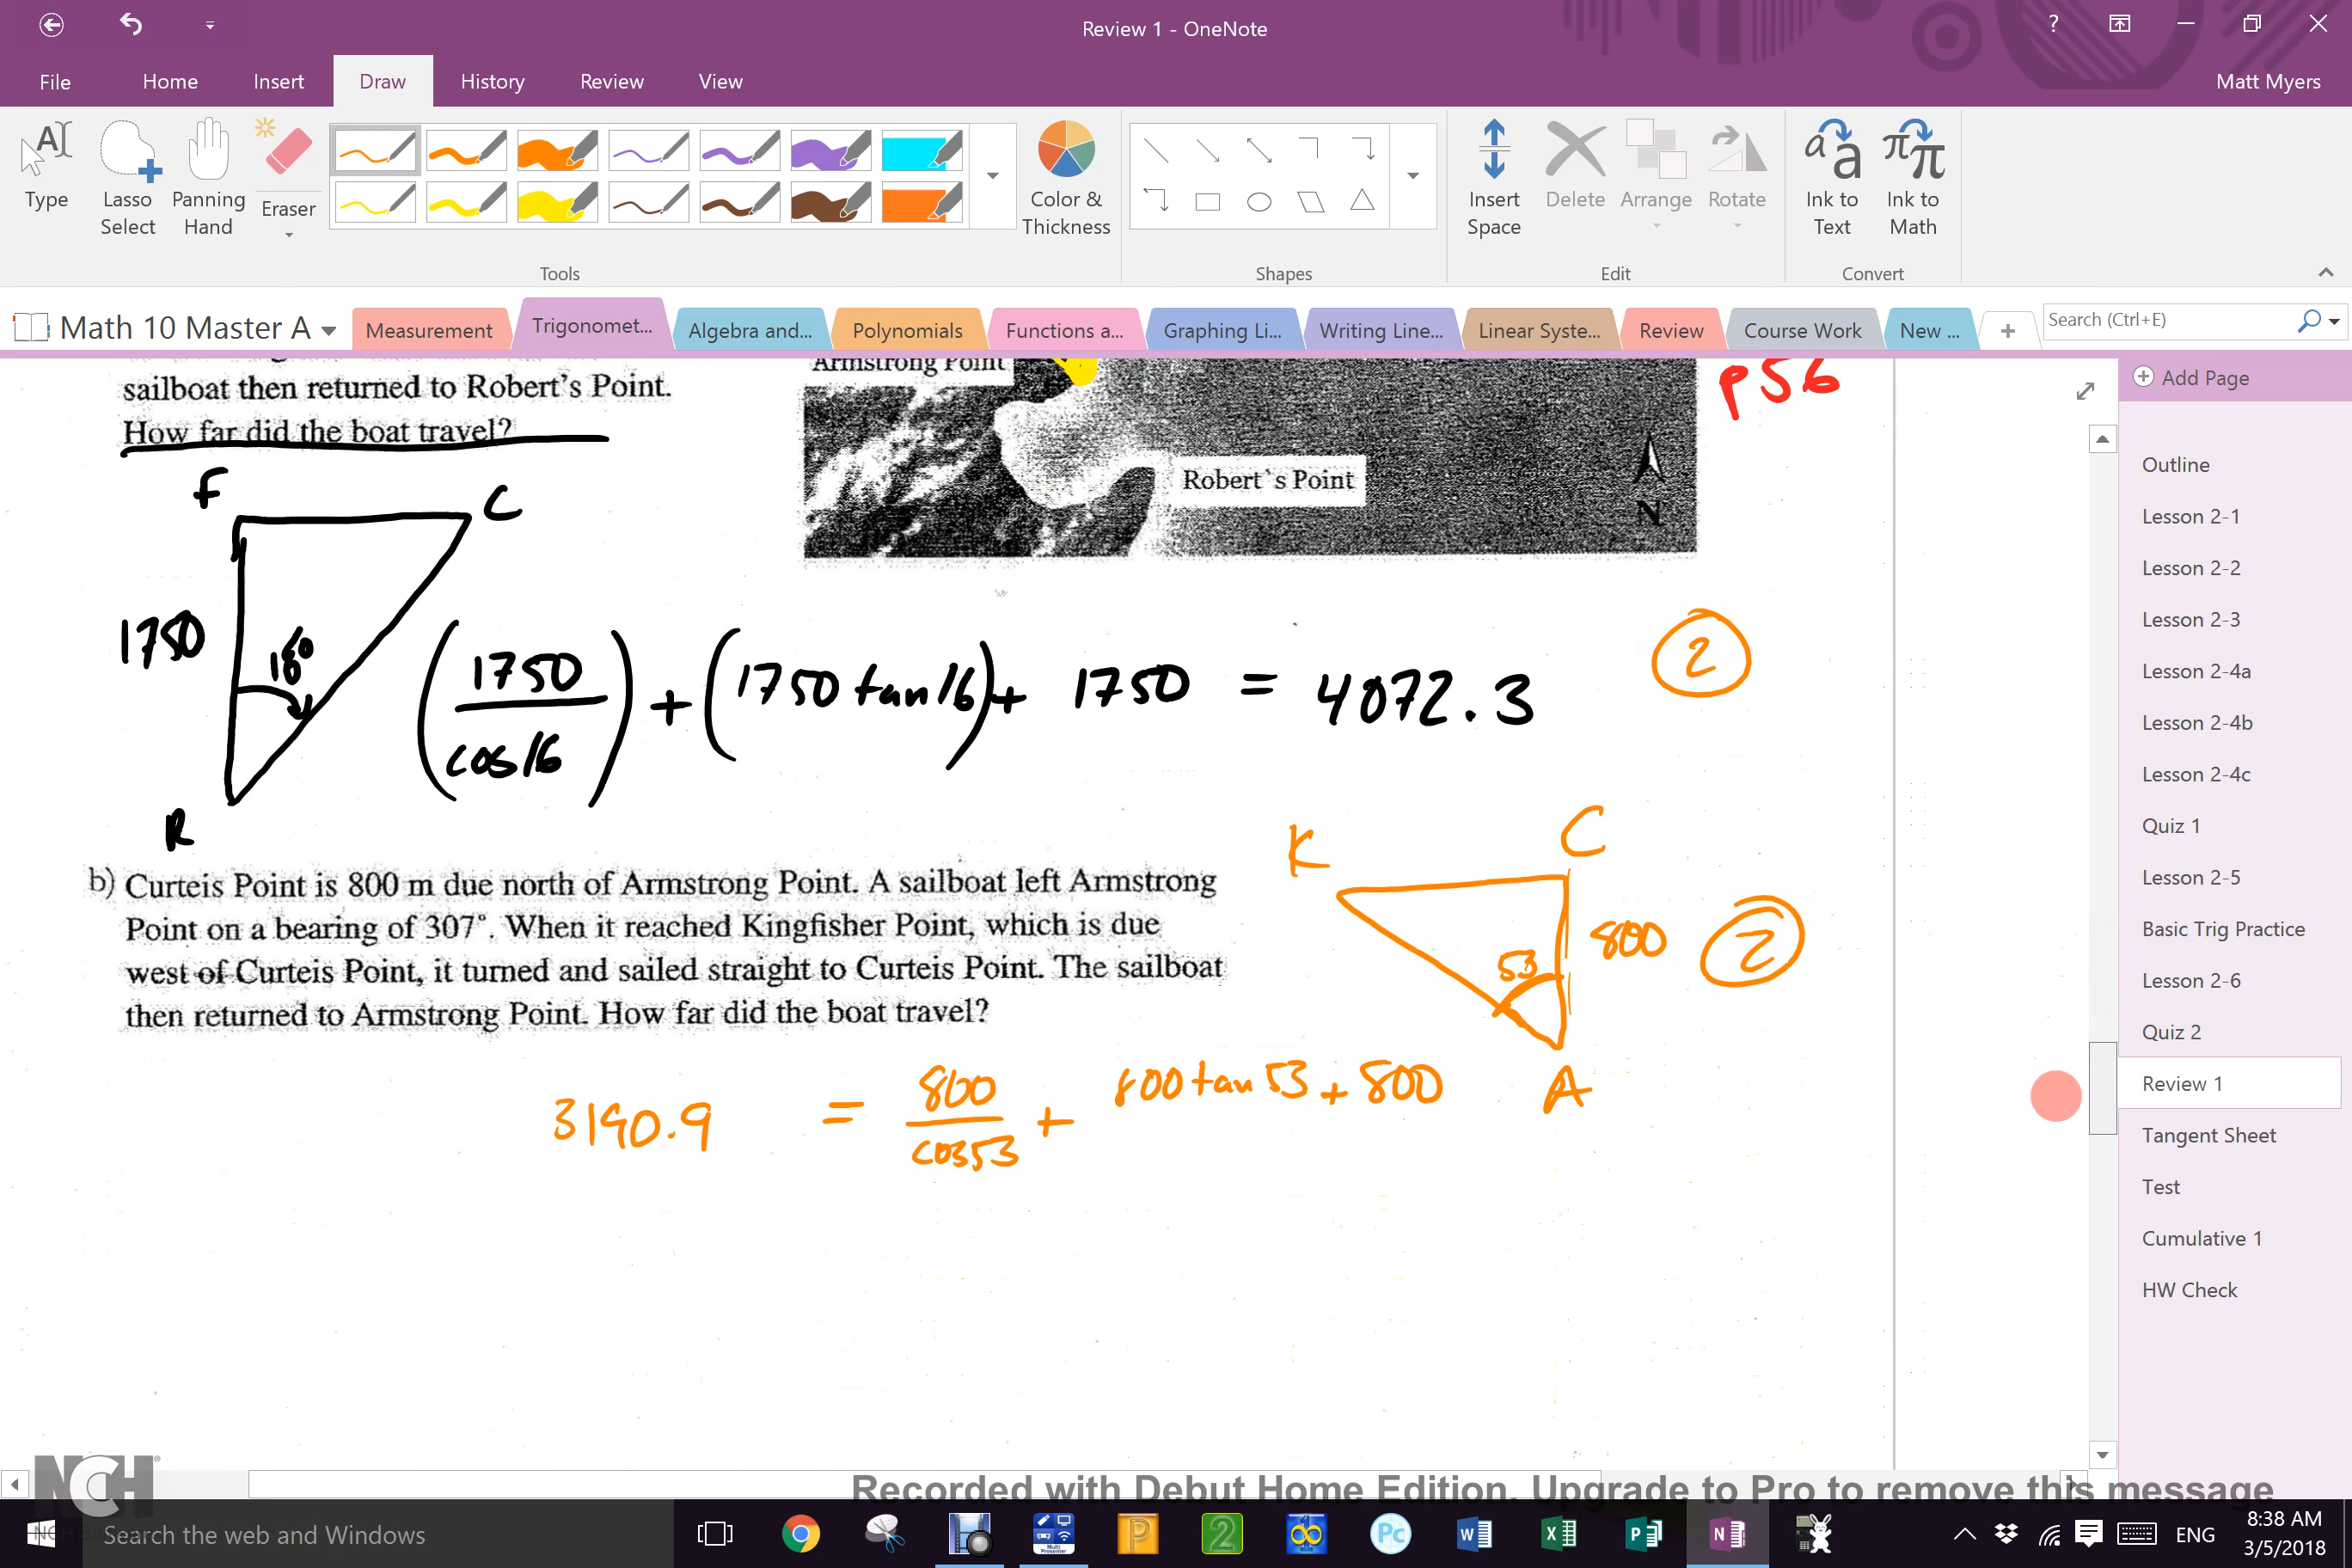 Review 1 - OneNote
?
File Home Insert Draw History Review View
Matt Myers
Type
Lasso Select
Panning Hand
Eraser
Color & Thickness
Insert Space
Delete
Arrange
Rotate
Ink to Text
Ink to Math
Tools
Shapes
Edit
Convert
Math 10 Master A
Measurement
Trigonomet...
Algebra and...
Polynomials
Functions a...
Graphing Li...
Writing Line...
Linear Syste...
Review
Course Work
New ...
Search (Ctrl+E)
Add Page
Outline
Lesson 2-1
Lesson 2-2
Lesson 2-3
Lesson 2-4a
Lesson 2-4b
Lesson 2-4c
Quiz 1
Lesson 2-5
Basic Trig Practice
Lesson 2-6
Quiz 2
Review 1
Tangent Sheet
Test
Cumulative 1
HW Check
sailboat then returned to Robert's Point.
How far did the boat travel?
Armstrong Point
Robert's Point
N
p56
F C
1750
16°
R
(1750/cos16) + (1750 tan 16) + 1750 = 4072.3
2
b) Curteis Point is 800 m due north of Armstrong Point. A sailboat left Armstrong
Point on a bearing of 307°. When it reached Kingfisher Point, which is due
west of Curteis Point, it turned and sailed straight to Curteis Point. The sailboat
then returned to Armstrong Point. How far did the boat travel?
K C
53
800
2
A
3190.9 = 800/cos53 + 800 tan 53 + 800
NCH
Recorded with Debut Home Edition. Upgrade to Pro to remove this message
Search the web and Windows
ENG
8:38 AM
3/5/2018